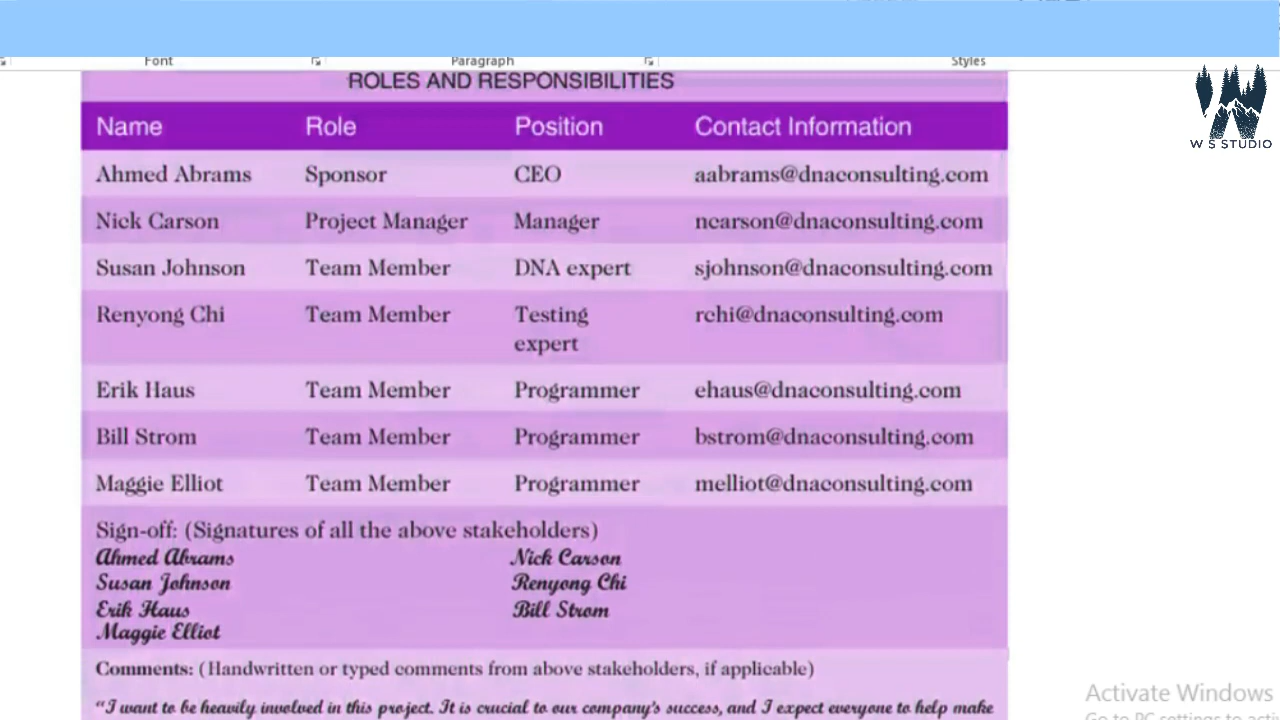 Font Paragraph Styles
ROLES AND RESPONSIBILITIES
W S STUDIO
Name Role Position Contact Information
Ahmed Abrams Sponsor CEO aabrams@dnaconsulting.com
Nick Carson Project Manager Manager ncarson@dnaconsulting.com
Susan Johnson Team Member DNA expert sjohnson@dnaconsulting.com
Renyong Chi Team Member Testing rchi@dnaconsulting.com
expert
Erik Haus Team Member Programmer ehaus@dnaconsulting.com
Bill Strom Team Member Programmer bstrom@dnaconsulting.com
Maggie Elliot Team Member Programmer melliot@dnaconsulting.com
Sign-off: (Signatures of all the above stakeholders)
Ahmed Abrams Nick Carson
Susan Johnson Renyong Chi
Erik Haus Bill Strom
Maggie Elliot
Comments: (Handwritten or typed comments from above stakeholders, if applicable)
Activate Windows
"I want to be heavily involved in this project. It is crucial to our company's success, and I expect everyone to help make
Go to PC settings to